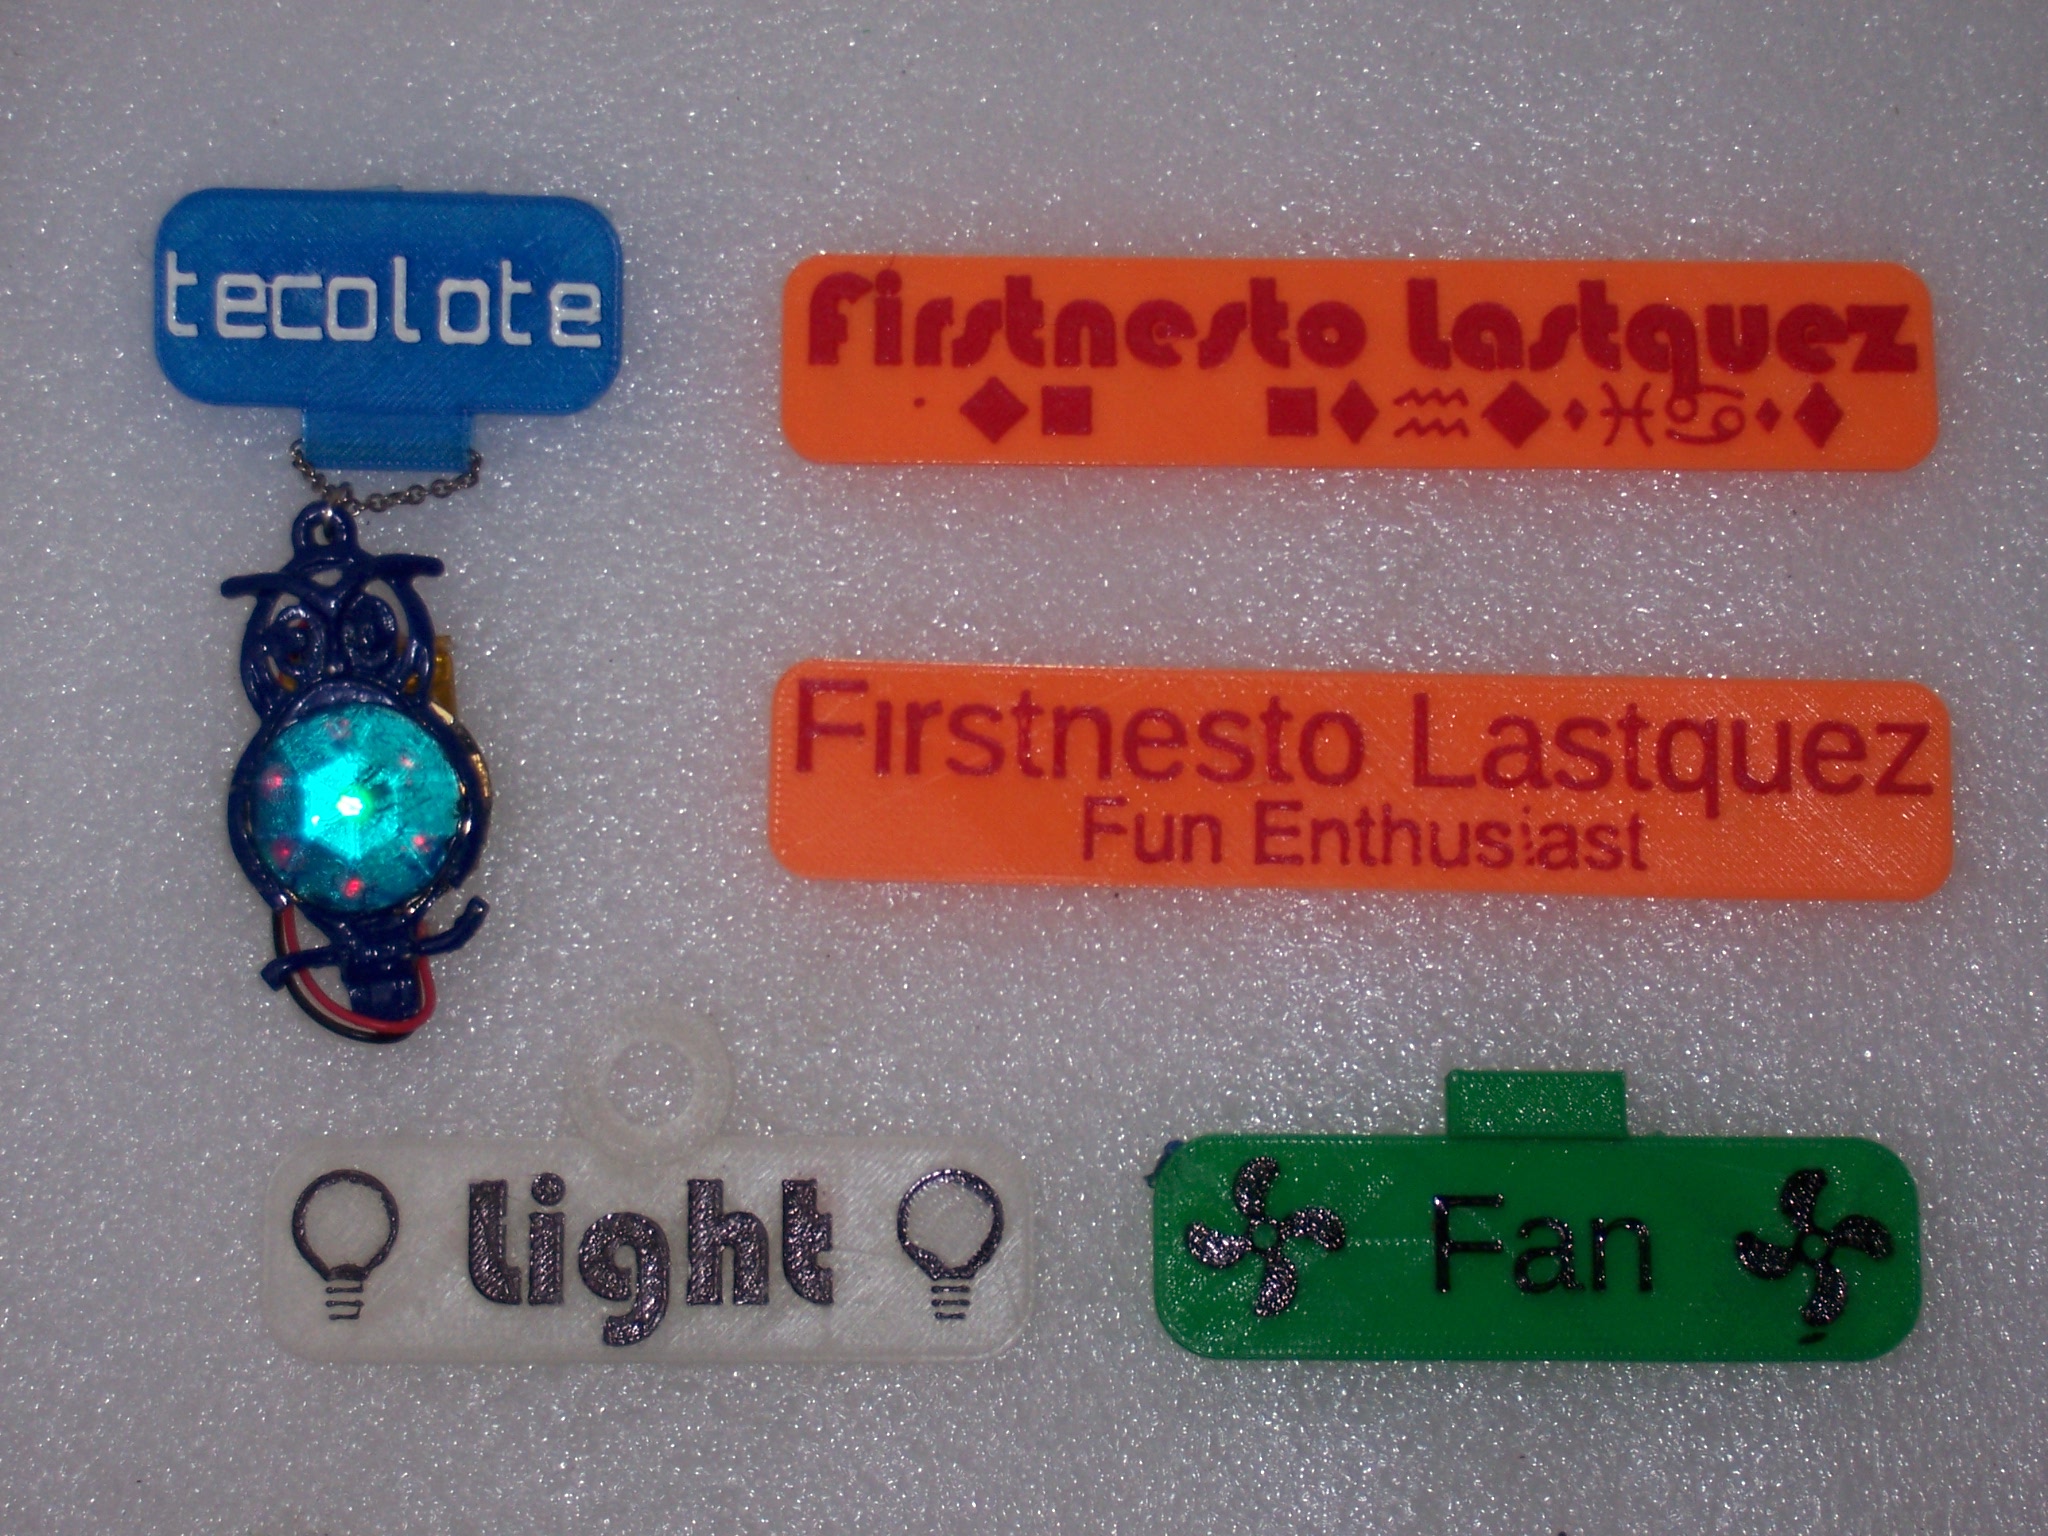 tecolote
Firstnesto Lastquez
Firstnesto Lastquez
Fun Enthusiast
light
Fan